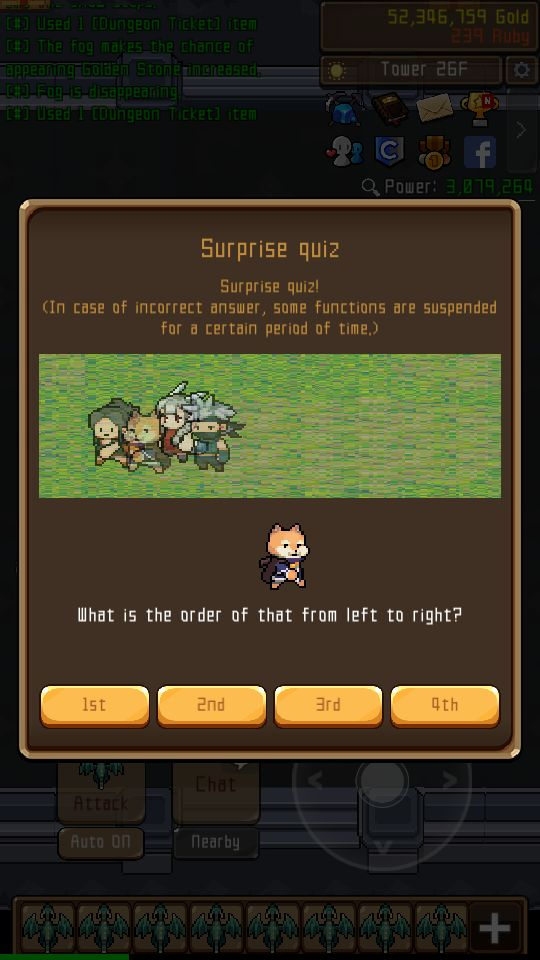 [#] Used 1 [Dungeon Ticket] item
[#] The fog makes the chance of
appearing Golden Stone increased.
[#] Fog is disappearing.
[#] Used 1 [Dungeon Ticket] item
52,346,759 Gold
239 Ruby
Tower 26F
N
C
f
Power: 3,079,264
Surprise quiz
Surprise quiz!
(In case of incorrect answer, some functions are suspended
for a certain period of time.)
What is the order of that from left to right?
1st
2nd
3rd
4th
Attack
Chat
Auto ON
Nearby